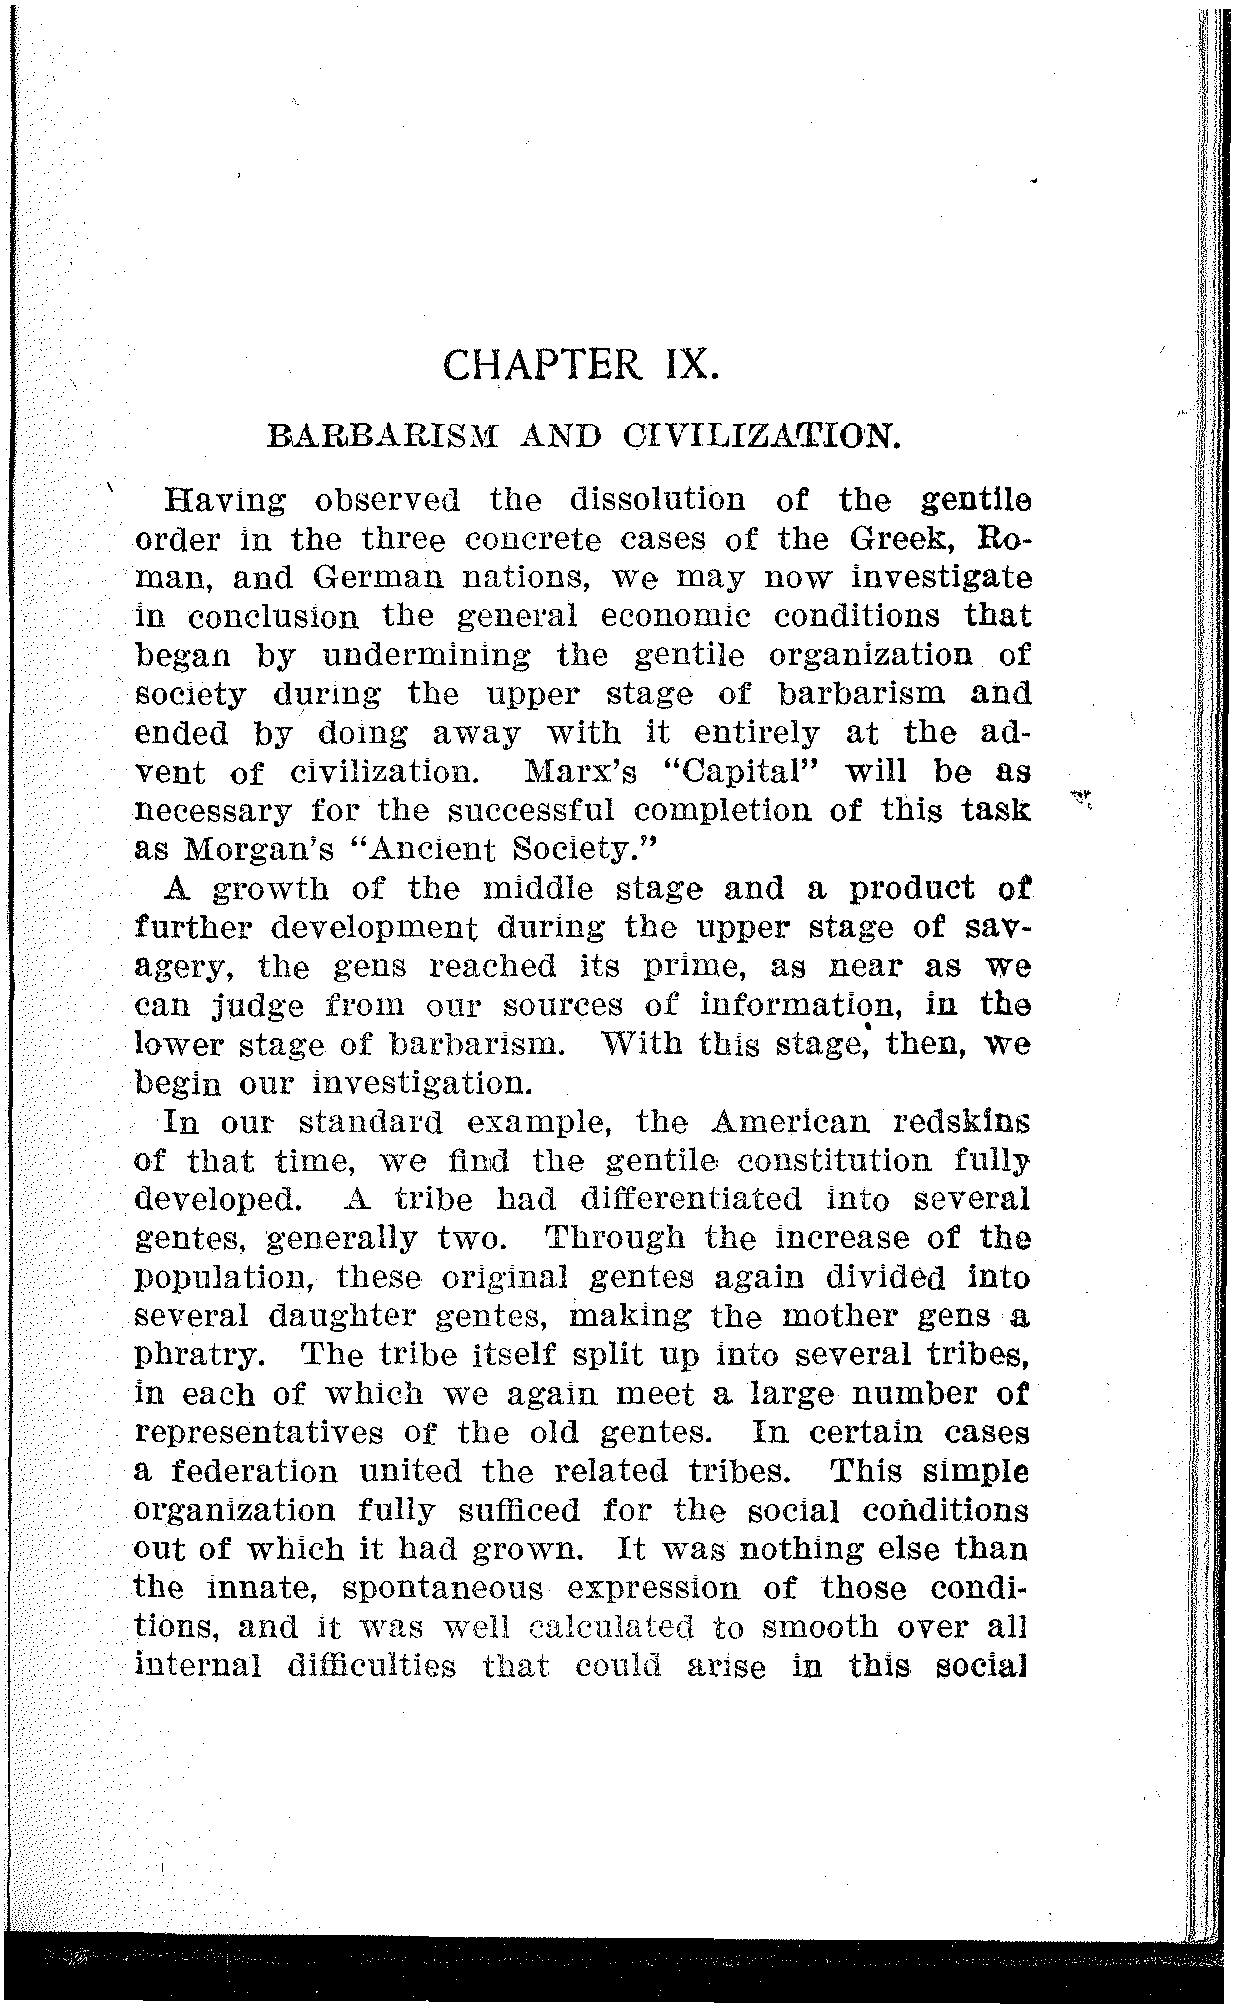 CHAPTER IX.
BARBARISM AND CIVILIZATION.
Having observed the dissolution of the gentile
order in the three concrete cases of the Greek, Ro-
man, and German nations, we may now investigate
in conclusion the general economic conditions that
began by undermining the gentile organization of
society during the upper stage of barbarism and
ended by doing away with it entirely at the ad-
vent of civilization. Marx's "Capital" will be as
necessary for the successful completion of this task
as Morgan's "Ancient Society."
A growth of the middle stage and a product of
further development during the upper stage of sav-
agery, the gens reached its prime, as near as we
can judge from our sources of information, in the
lower stage of barbarism. With this stage, then, we
begin our investigation.
In our standard example, the American redskins
of that time, we find the gentile constitution fully
developed. A tribe had differentiated into several
gentes, generally two. Through the increase of the
population, these original gentes again divided into
several daughter gentes, making the mother gens a
phratry. The tribe itself split up into several tribes,
in each of which we again meet a large number of
representatives of the old gentes. In certain cases
a federation united the related tribes. This simple
organization fully sufficed for the social conditions
out of which it had grown. It was nothing else than
the innate, spontaneous expression of those condi-
tions, and it was well calculated to smooth over all
internal difficulties that could arise in this social